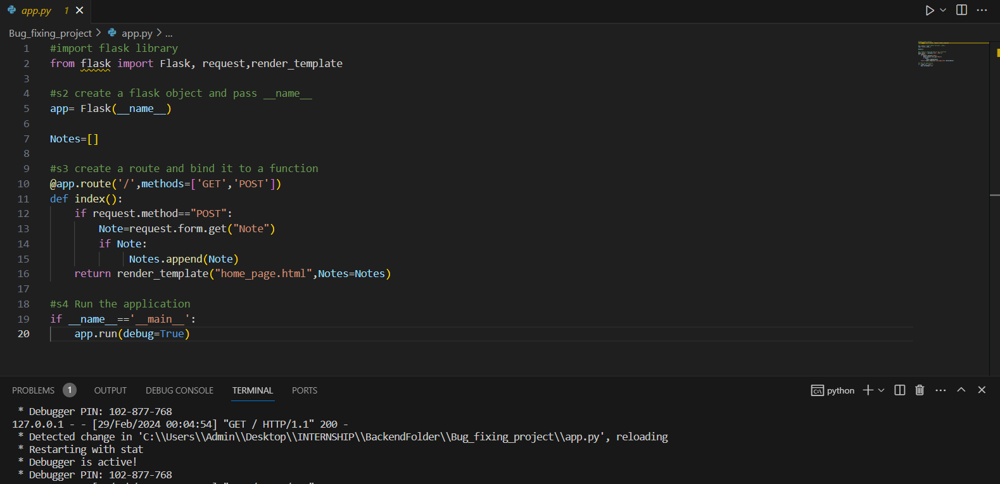 app.py 1
Bug_fixing_project > app.py > ...
1 #import flask library
2 from flask import Flask, request,render_template
3
4 #s2 create a flask object and pass __name__
5 app= Flask(__name__)
6
7 Notes=[]
8
9 #s3 create a route and bind it to a function
10 @app.route('/',methods=['GET','POST'])
11 def index():
12 if request.method=="POST":
13 Note=request.form.get("Note")
14 if Note:
15 Notes.append(Note)
16 return render_template("home_page.html",Notes=Notes)
17
18 #s4 Run the application
19 if __name__=='__main__':
20 app.run(debug=True)
PROBLEMS 1 OUTPUT DEBUG CONSOLE TERMINAL PORTS python
* Debugger PIN: 102-877-768
127.0.0.1 - - [29/Feb/2024 00:04:54] "GET / HTTP/1.1" 200 -
* Detected change in 'C:\\Users\\Admin\\Desktop\\INTERNSHIP\\BackendFolder\\Bug_fixing_project\\app.py', reloading
* Restarting with stat
* Debugger is active!
* Debugger PIN: 102-877-768